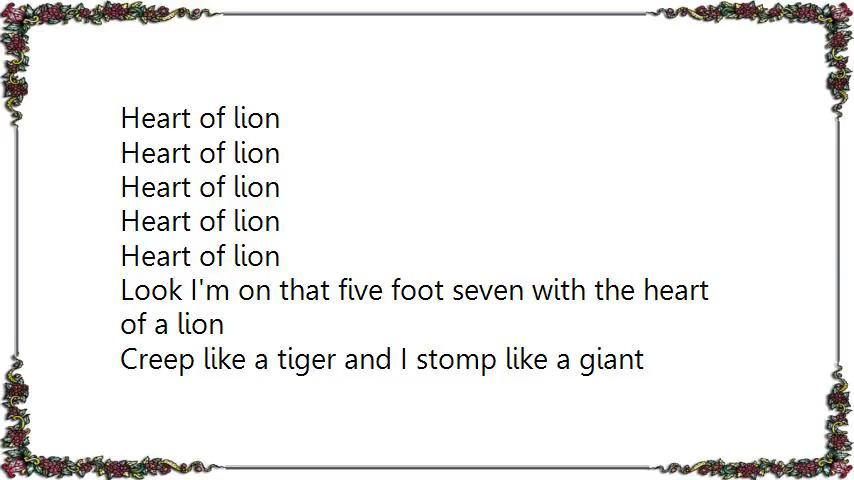 Heart of lion
Heart of lion
Heart of lion
Heart of lion
Heart of lion
Look I'm on that five foot seven with the heart
of a lion
Creep like a tiger and I stomp like a giant